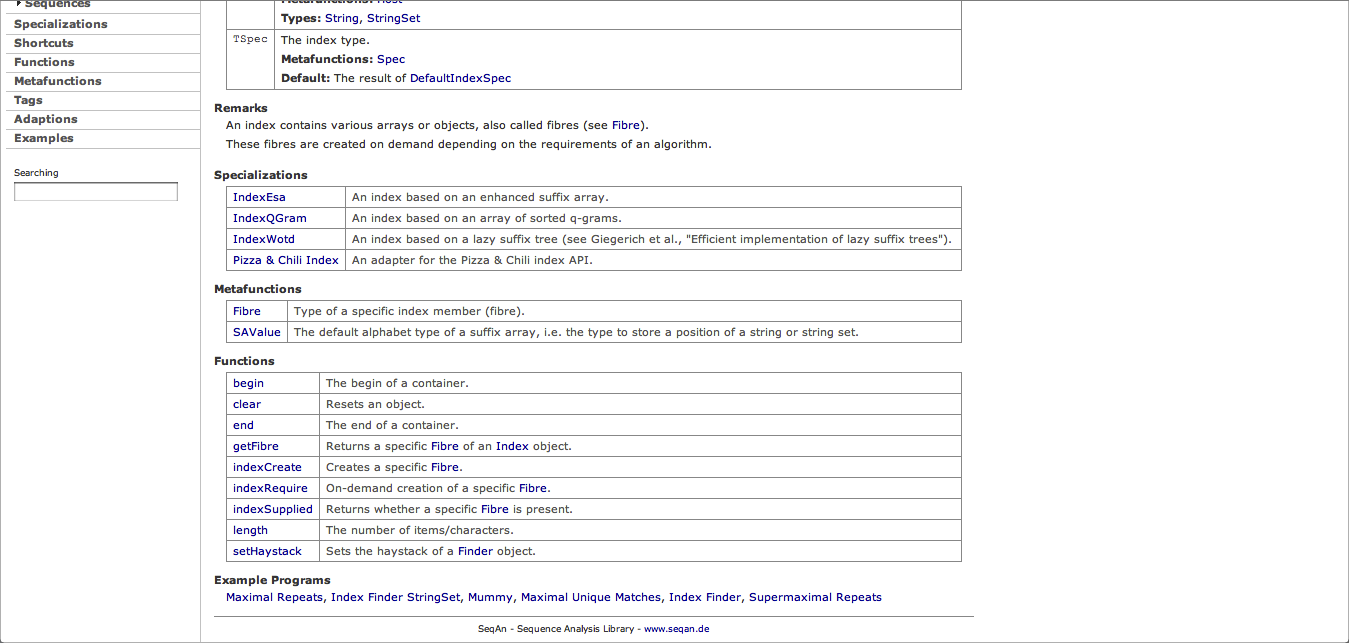 Sequences
Specializations
Shortcuts
Functions
Metafunctions
Tags
Adaptions
Examples
Searching
Metafunctions: Host
Types: String, StringSet
TSpec The index type.
Metafunctions: Spec
Default: The result of DefaultIndexSpec
Remarks
An index contains various arrays or objects, also called fibres (see Fibre).
These fibres are created on demand depending on the requirements of an algorithm.
Specializations
IndexEsa An index based on an enhanced suffix array.
IndexQGram An index based on an array of sorted q-grams.
IndexWotd An index based on a lazy suffix tree (see Giegerich et al., "Efficient implementation of lazy suffix trees").
Pizza & Chili Index An adapter for the Pizza & Chili index API.
Metafunctions
Fibre Type of a specific index member (fibre).
SAValue The default alphabet type of a suffix array, i.e. the type to store a position of a string or string set.
Functions
begin The begin of a container.
clear Resets an object.
end The end of a container.
getFibre Returns a specific Fibre of an Index object.
indexCreate Creates a specific Fibre.
indexRequire On-demand creation of a specific Fibre.
indexSupplied Returns whether a specific Fibre is present.
length The number of items/characters.
setHaystack Sets the haystack of a Finder object.
Example Programs
Maximal Repeats, Index Finder StringSet, Mummy, Maximal Unique Matches, Index Finder, Supermaximal Repeats
SeqAn - Sequence Analysis Library - www.seqan.de